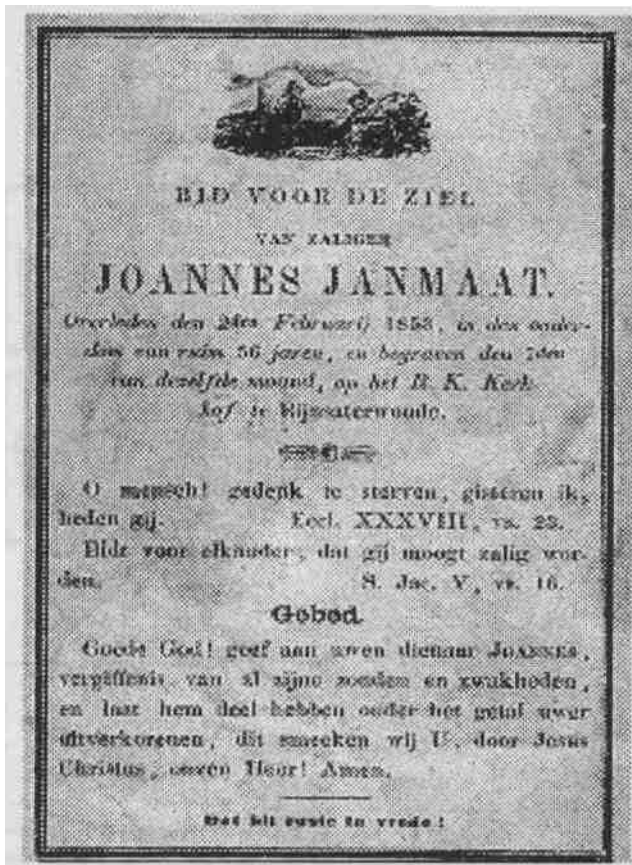 BID VOOR DE ZIEL
VAN ZALIGER
JOANNES JANMAAT.
Overleden den 2den Februarij 1853, in den ouder-
dom van ruim 56 jaren, en begraven den 7den
van dezelfde maand, op het R. K. Kerk-
hof te Rijnsaterwoude.
O mensch! gedenk te sterven, gisteren ik,
heden gij. Eccl. XXXVIII, vs. 23.
Bidt voor elkander, dat gij moogt zalig wor-
den. S. Jac. V, vs. 16.
Gebed.
Goede God! geef aan uwen dienaar JOANNES,
vergiffenis van al zijne zonden en zwakheden,
en laat hem deel hebben onder het getal uwer
uitverkorenen, dit smeeken wij U, door Jesus
Christus, onzen Heer! Amen.
Dat hij ruste in vrede!